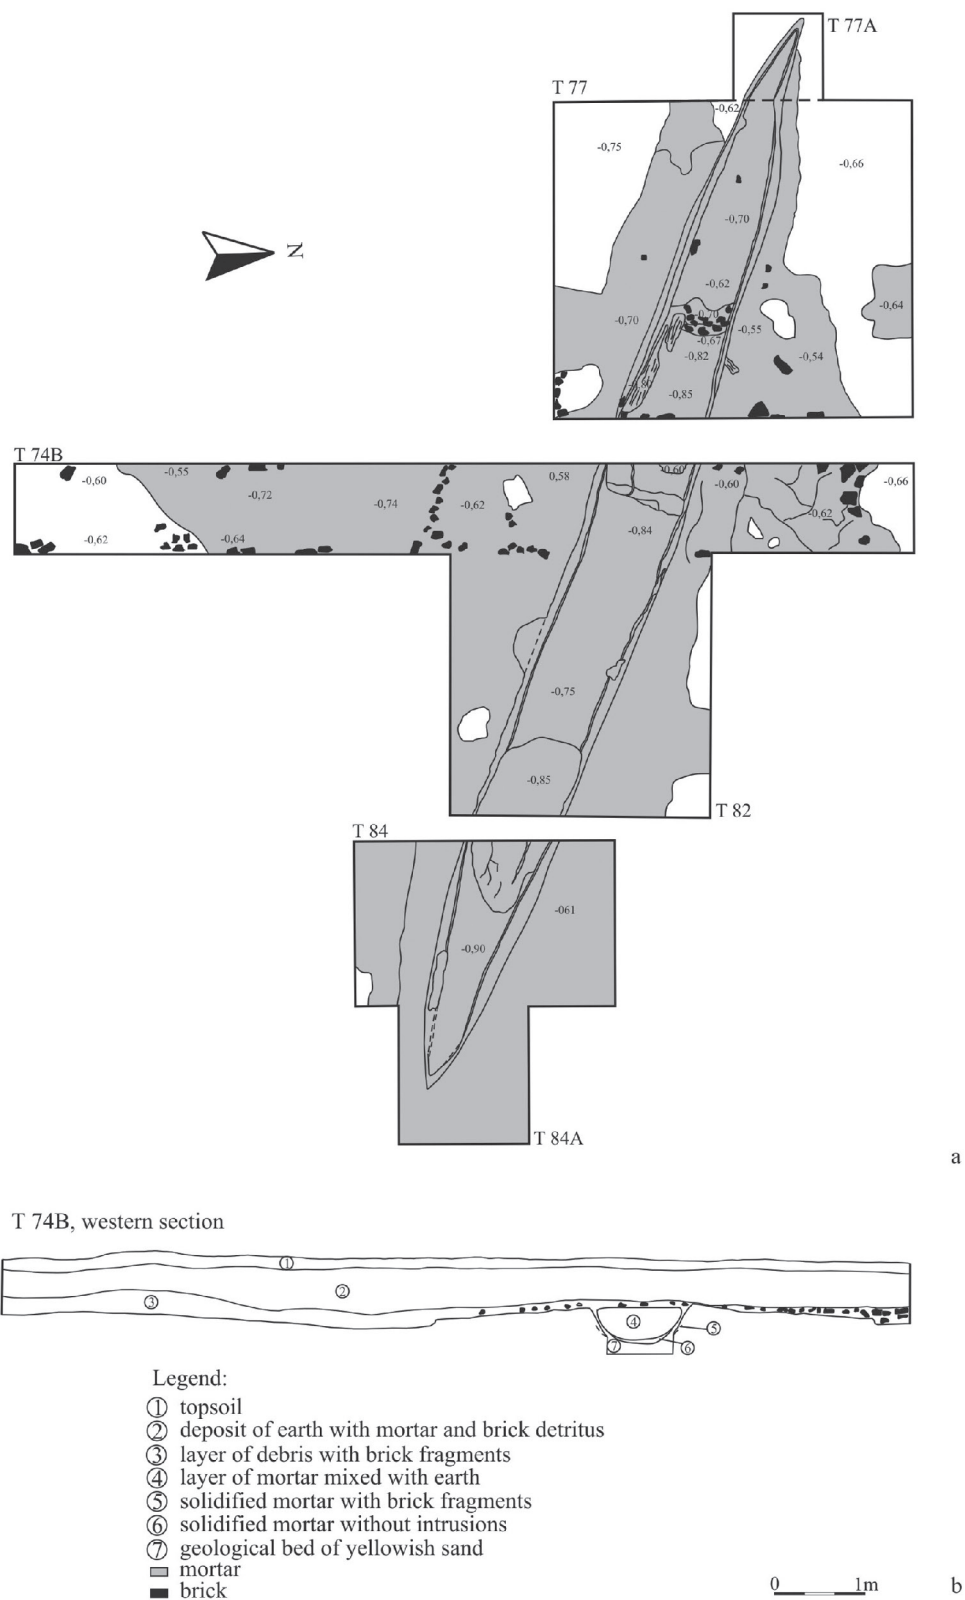 T 77A
T 77
-0,62
-0,75
-0,66
-0,70
-0,62
-0,64
-0,70
-0,70
-0,55
-0,67
-0,82
-0,54
-0,85
T 74B
-0,60
-0,55
-0,72
-0,74
-0,62
0,58
-0,60
-0,60
-0,66
-0,62
-0,64
-0,84
-0,62
-0,75
-0,85
T 82
T 84
-061
-0,90
T 84A
N
a
T 74B, western section
1
2
3
4
5
6
7
Legend:
1 topsoil
2 deposit of earth with mortar and brick detritus
3 layer of debris with brick fragments
4 layer of mortar mixed with earth
5 solidified mortar with brick fragments
6 solidified mortar without intrusions
7 geological bed of yellowish sand
mortar
brick
0 1m
b